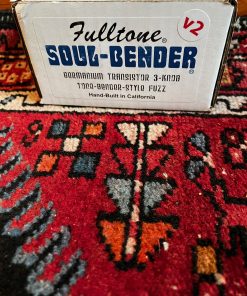 Fulltone®
V2
SOUL-BENDER®
GERMANIUM TRANSISTOR 3-KNOB
TONE-BENDER-STYLE FUZZ
Hand-Built in California